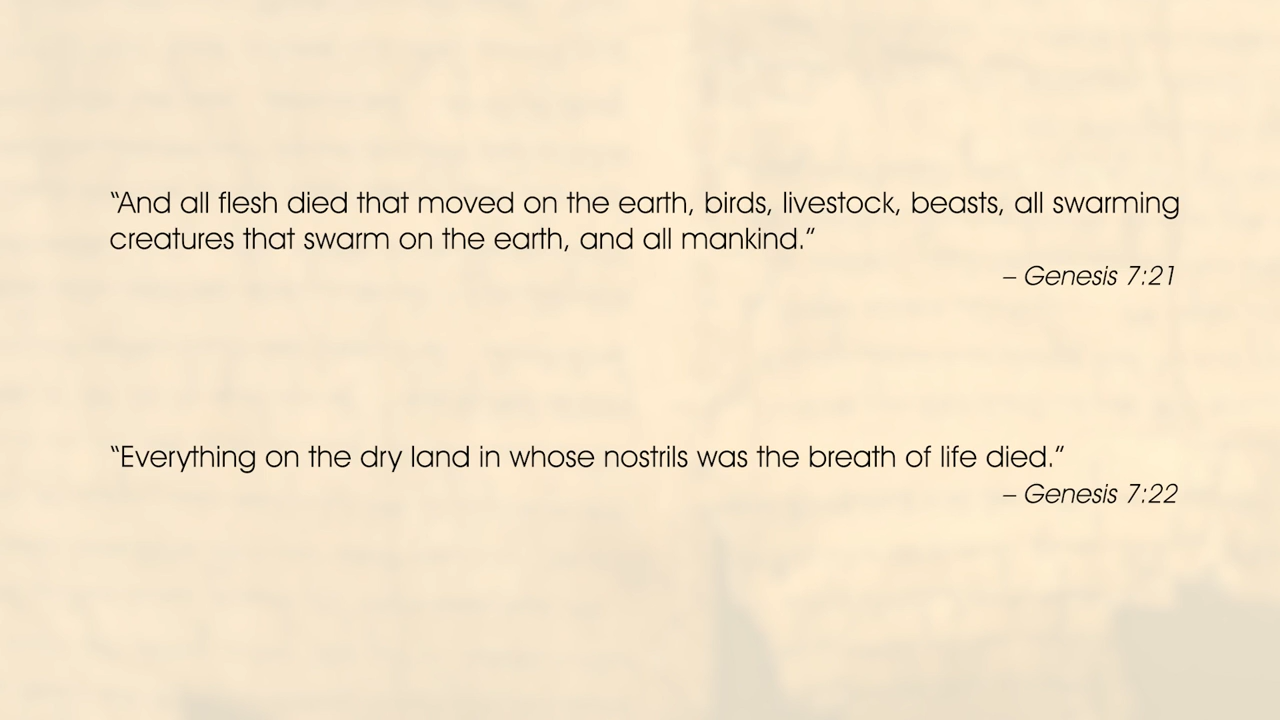 “And all flesh died that moved on the earth, birds, livestock, beasts, all swarming
creatures that swarm on the earth, and all mankind.”
– Genesis 7:21
“Everything on the dry land in whose nostrils was the breath of life died.”
– Genesis 7:22